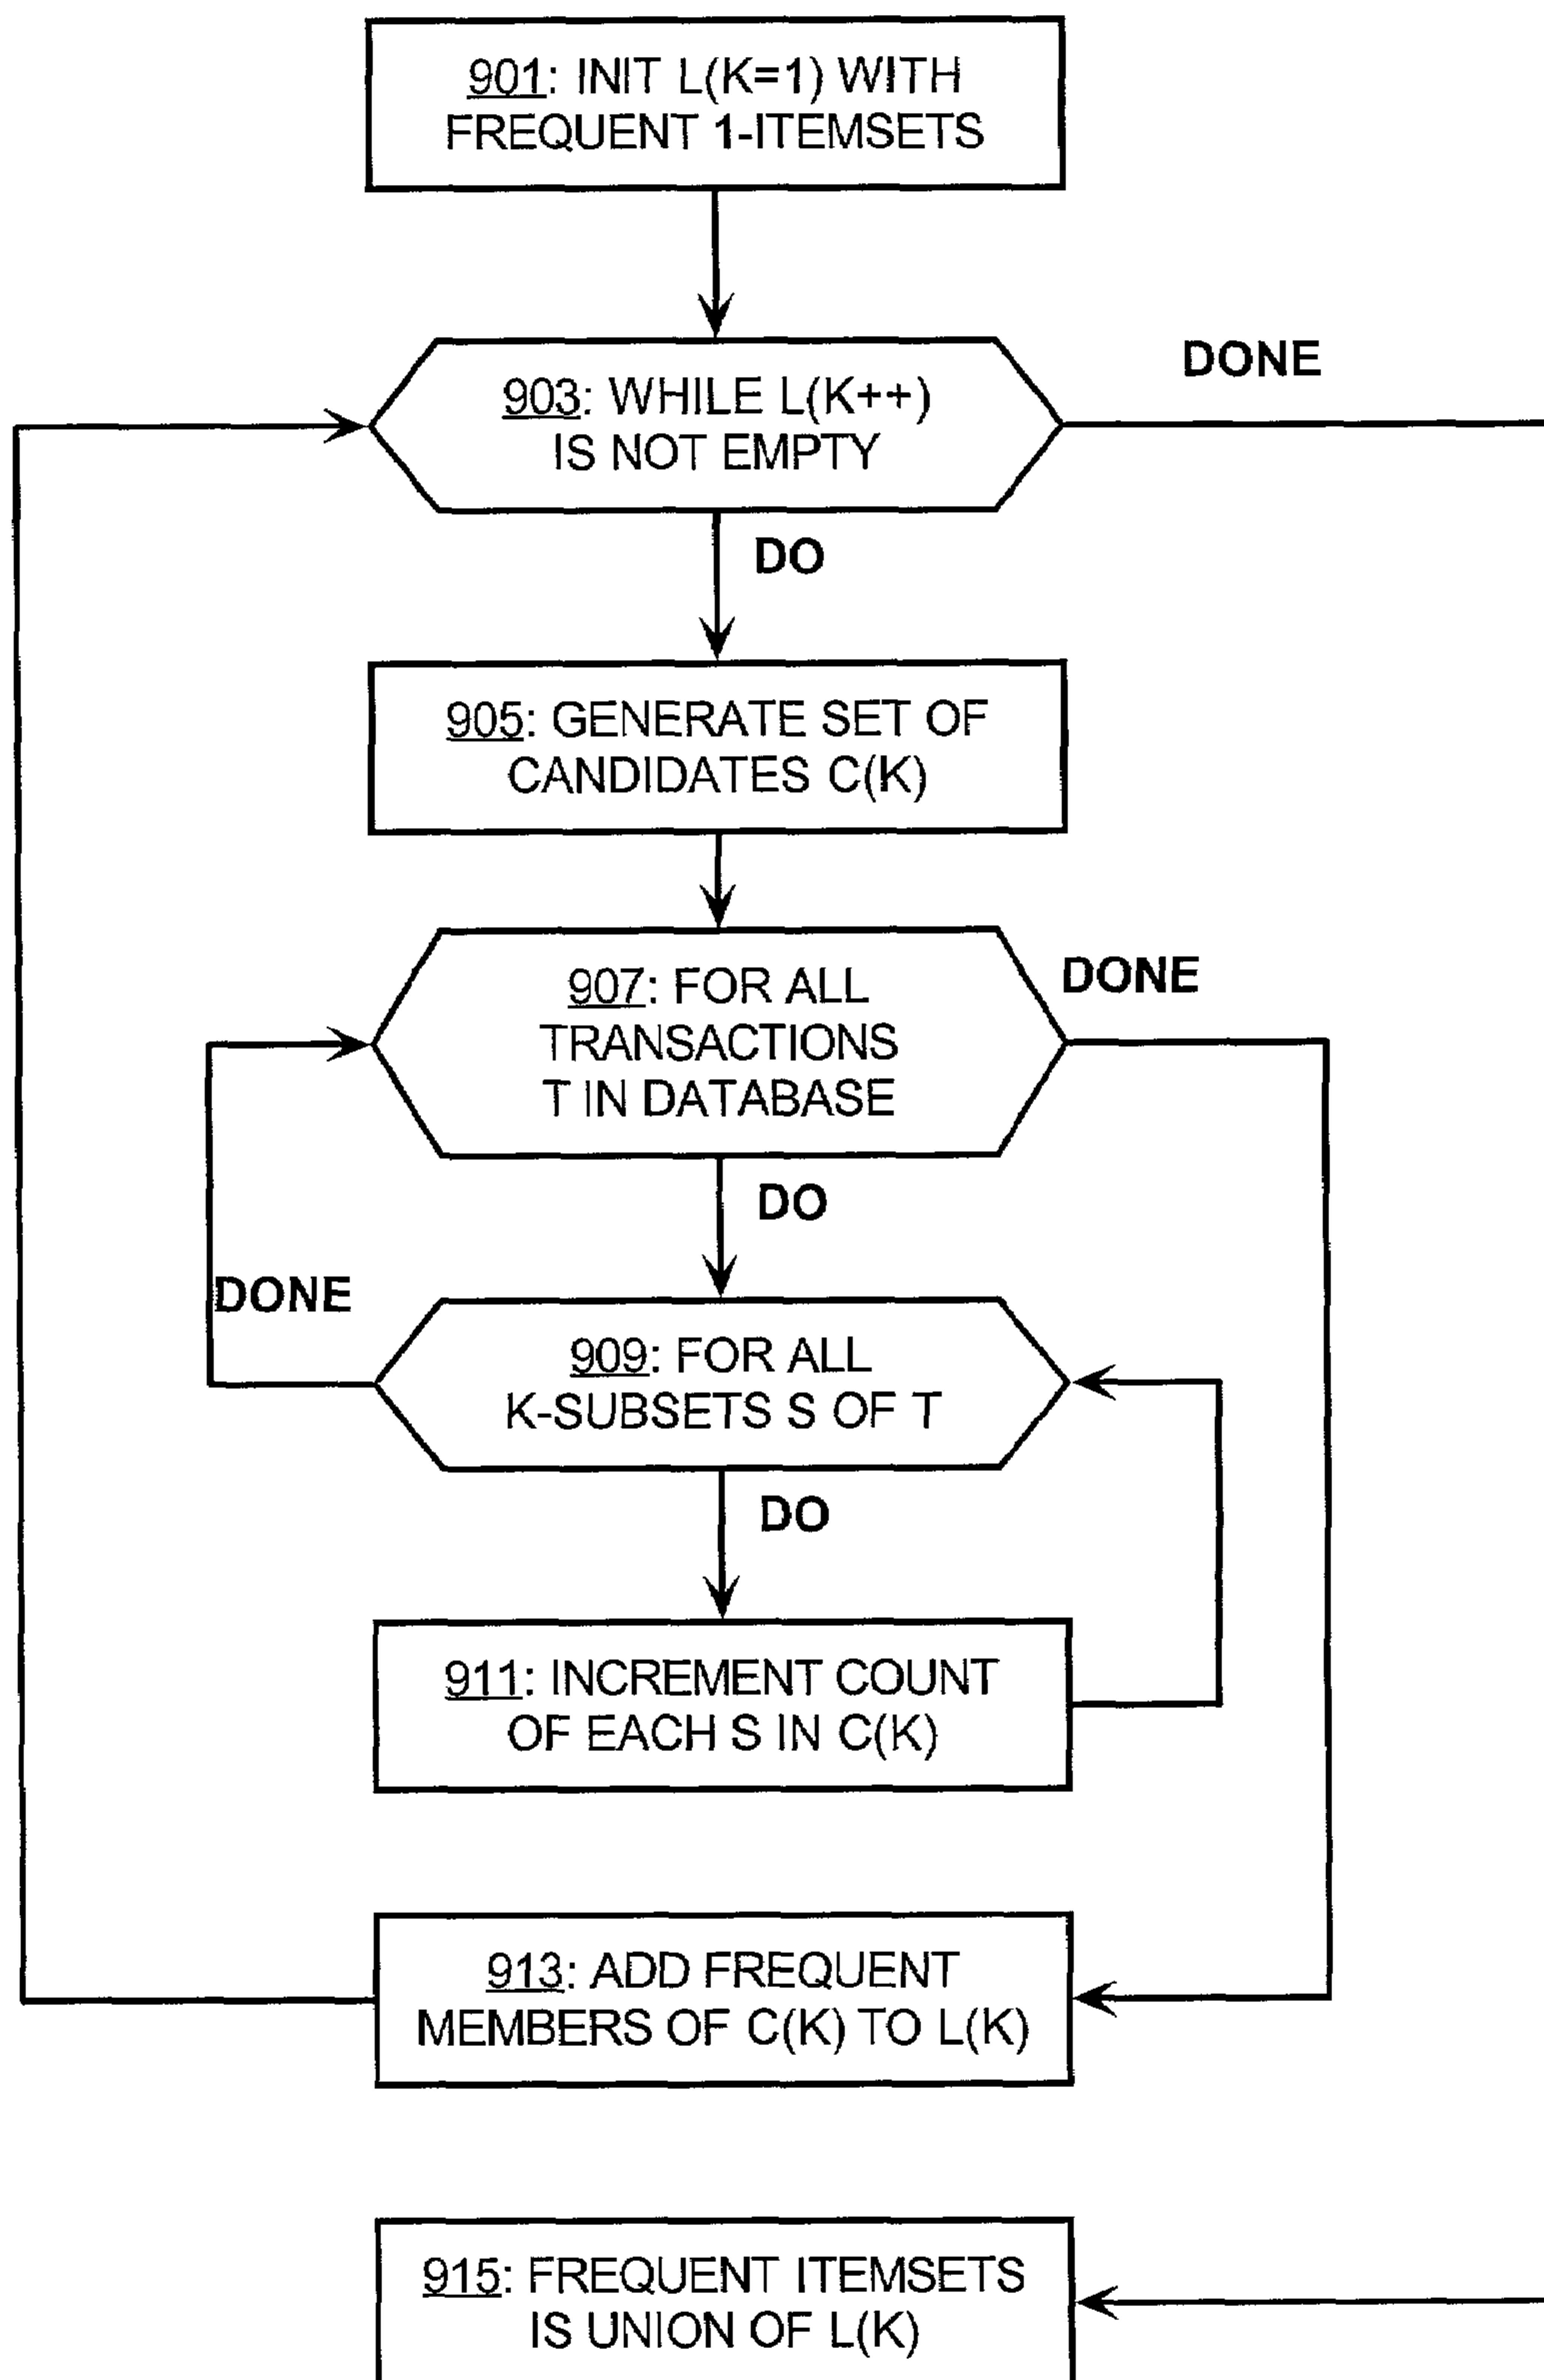 901: INIT L(K=1) WITH
FREQUENT 1-ITEMSETS
903: WHILE L(K++)
IS NOT EMPTY
DONE
DO
905: GENERATE SET OF
CANDIDATES C(K)
907: FOR ALL
TRANSACTIONS
T IN DATABASE
DONE
DO
DONE
909: FOR ALL
K-SUBSETS S OF T
DO
911: INCREMENT COUNT
OF EACH S IN C(K)
913: ADD FREQUENT
MEMBERS OF C(K) TO L(K)
915: FREQUENT ITEMSETS
IS UNION OF L(K)